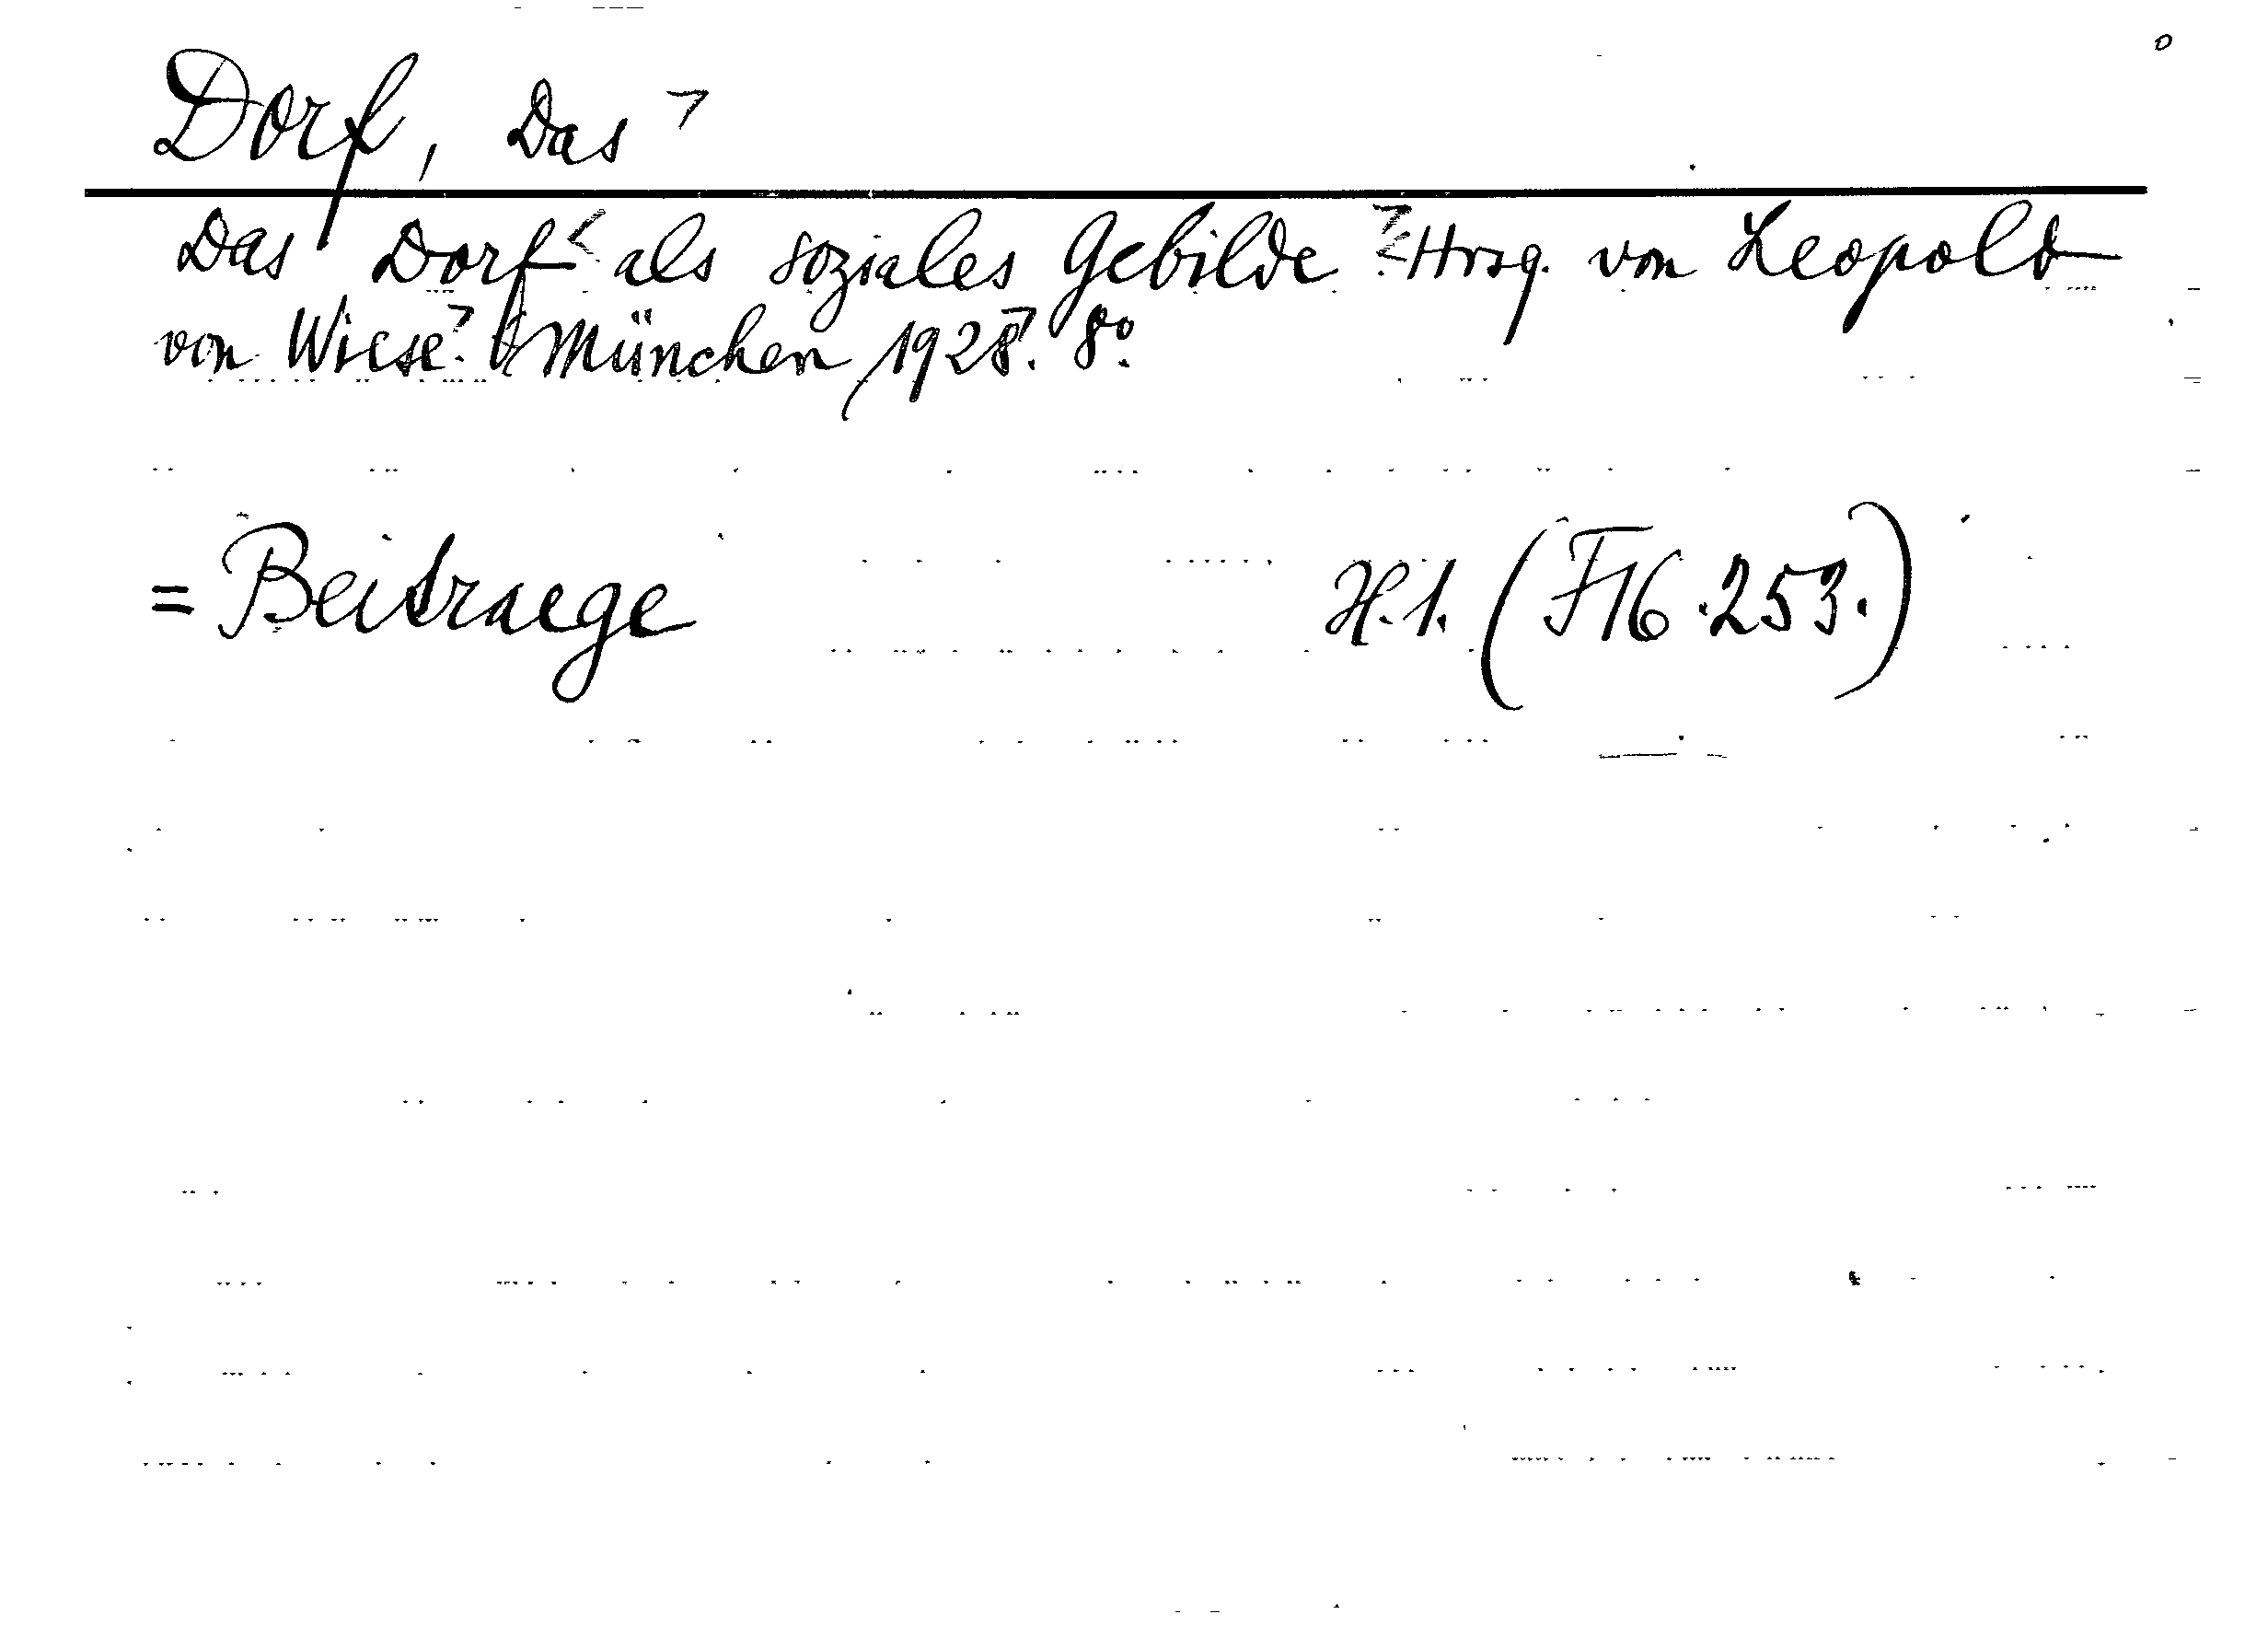 Dorf, Das
Das Dorf als soziales Gebilde. Hrsg. von Leopold
von Wiese. München, 1928. 8°.
= Beitraege H.1. (F16.253.)